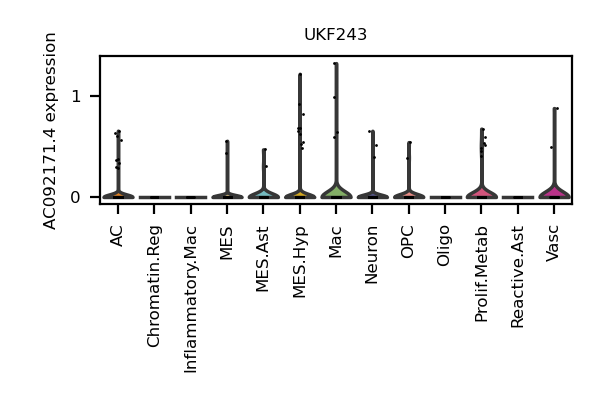 UKF243
AC092171.4 expression
1
0
AC
Chromatin.Reg
Inflammatory.Mac
MES
MES.Ast
MES.Hyp
Mac
Neuron
OPC
Oligo
Prolif.Metab
Reactive.Ast
Vasc